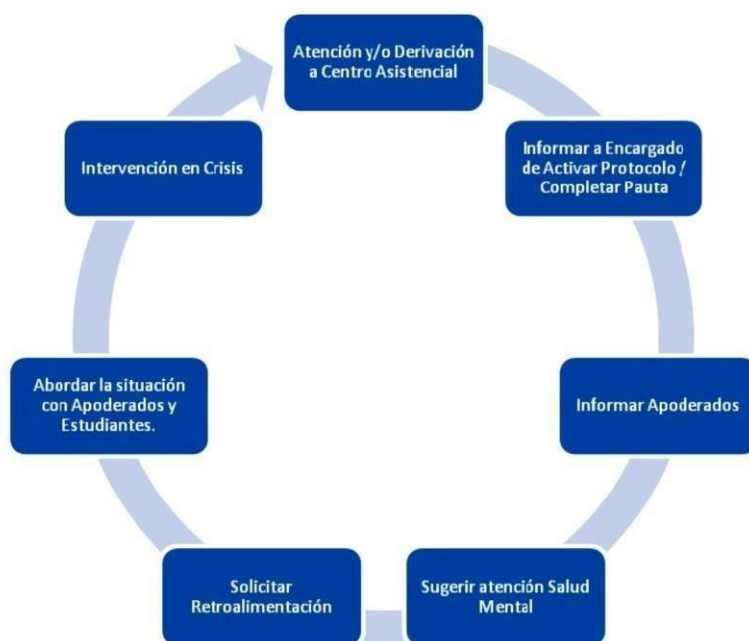 Atención y/o Derivación
a Centro Asistencial
Informar a Encargado
de Activar Protocolo /
Completar Pauta
Informar Apoderados
Sugerir atención Salud
Mental
Solicitar
Retroalimentación
Abordar la situación
con Apoderados y
Estudiantes.
Intervención en Crisis